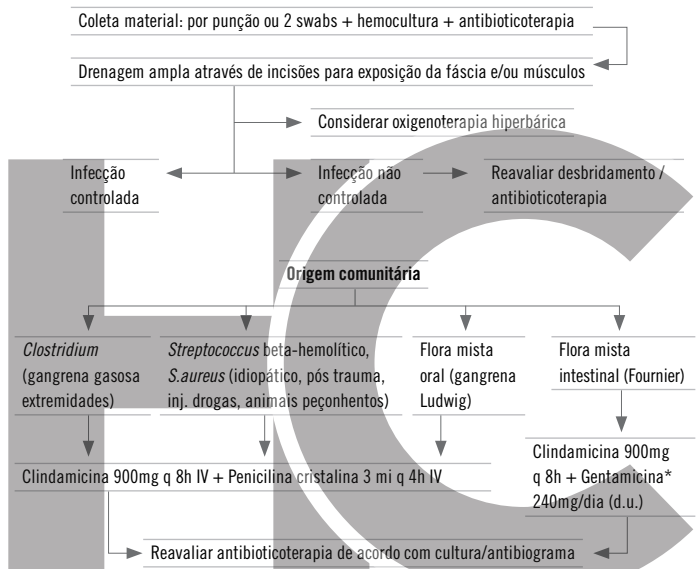 Coleta material: por punção ou 2 swabs + hemocultura + antibioticoterapia
Drenagem ampla através de incisões para exposição da fáscia e/ou músculos
Considerar oxigenoterapia hiperbárica
Infecção
controlada
Infecção não
controlada
Reavaliar desbridamento /
antibioticoterapia
Origem comunitária
Clostridium
(gangrena gasosa
extremidades)
Streptococcus beta-hemolítico,
S.aureus (idiopático, pós trauma,
inj. drogas, animais peçonhentos)
Flora mista
oral (gangrena
Ludwig)
Flora mista
intestinal (Fournier)
Clindamicina 900mg q 8h IV + Penicilina cristalina 3 mi q 4h IV
Clindamicina 900mg
q 8h + Gentamicina*
240mg/dia (d.u.)
Reavaliar antibioticoterapia de acordo com cultura/antibiograma
HC